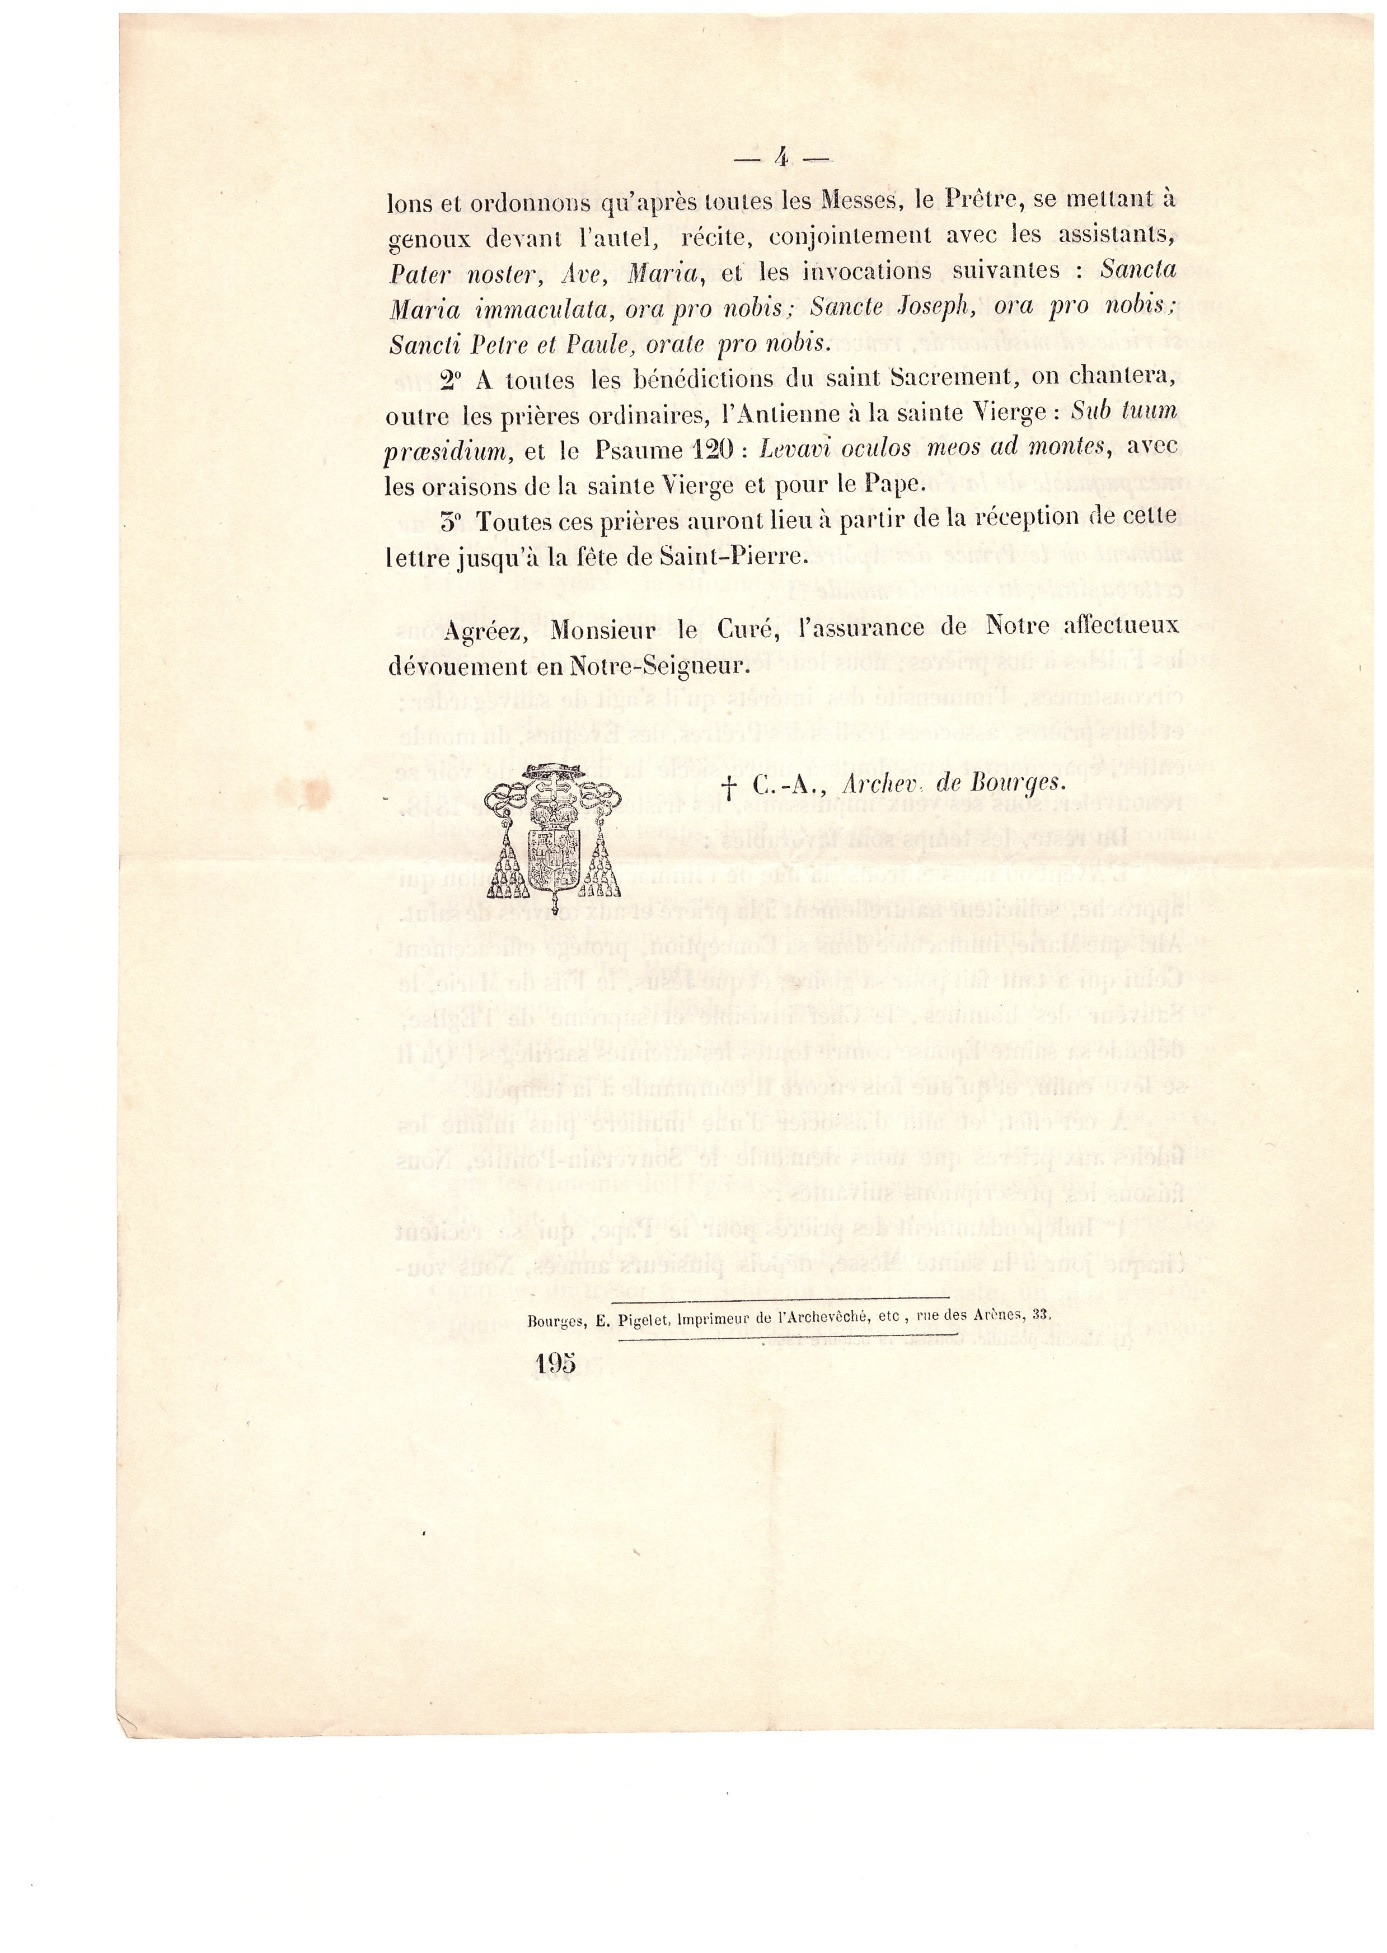 — 4 —
lons et ordonnons qu'après toutes les Messes, le Prêtre, se mettant à
genoux devant l'autel, récite, conjointement avec les assistants,
Pater noster, Ave, Maria, et les invocations suivantes : Sancta
Maria immaculata, ora pro nobis; Sancte Joseph, ora pro nobis;
Sancti Petre et Paule, orate pro nobis.
2° A toutes les bénédictions du saint Sacrement, on chantera,
outre les prières ordinaires, l'Antienne à la sainte Vierge : Sub tuum
præsidium, et le Psaume 120 : Levavi oculos meos ad montes, avec
les oraisons de la sainte Vierge et pour le Pape.
3° Toutes ces prières auront lieu à partir de la réception de cette
lettre jusqu'à la fête de Saint-Pierre.
Agréez, Monsieur le Curé, l'assurance de Notre affectueux
dévouement en Notre-Seigneur.
† C.-A., Archev. de Bourges.
Bourges, E. Pigelet, Imprimeur de l'Archevêché, etc , rue des Arènes, 33.
195